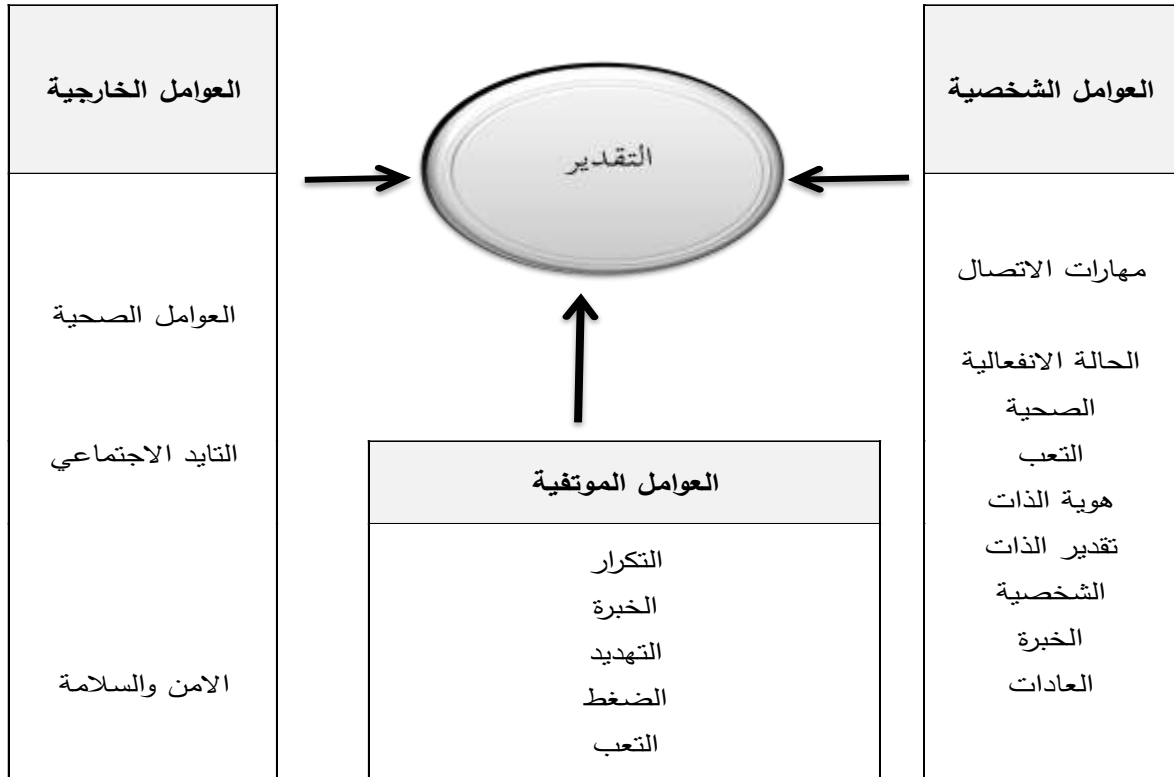 العوامل الشخصية
مهارات الاتصال
الحالة الانفعالية
الصحية
التعب
هوية الذات
تقدير الذات
الشخصية
الخبرة
العادات
التقدير
العوامل الموتفية
التكرار
الخبرة
التهديد
الضغط
التعب
العوامل الخارجية
العوامل الصحية
التايد الاجتماعي
الامن والسلامة